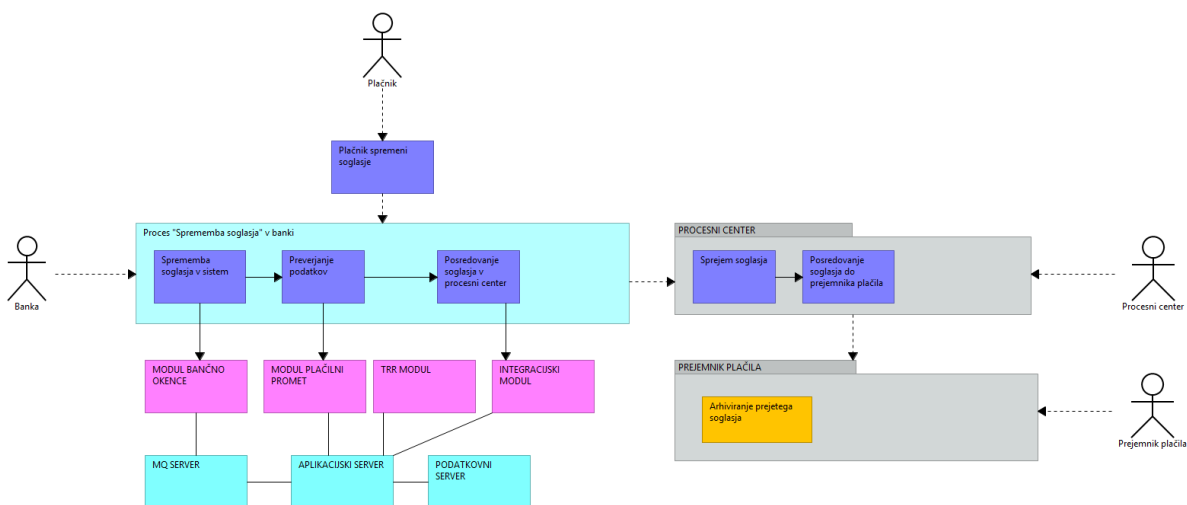 Plačnik
Plačnik spremeni
soglasje
Proces "Sprememba soglasja" v banki
Sprememba
soglasja v sistem
Preverjanje
podatkov
Posredovanje
soglasja v
procesni center
Banka
PROCESNI CENTER
Sprejem soglasja
Posredovanje
soglasja do
prejemnika plačila
Procesni center
MODUL BANČNO
OKENCE
MODUL PLAČILNI
PROMET
TRR MODUL
INTEGRACIJSKI
MODUL
PREJEMNIK PLAČILA
Arhiviranje prejetega
soglasja
Prejemnik plačila
MQ SERVER
APLIKACIJSKI SERVER
PODATKOVNI
SERVER